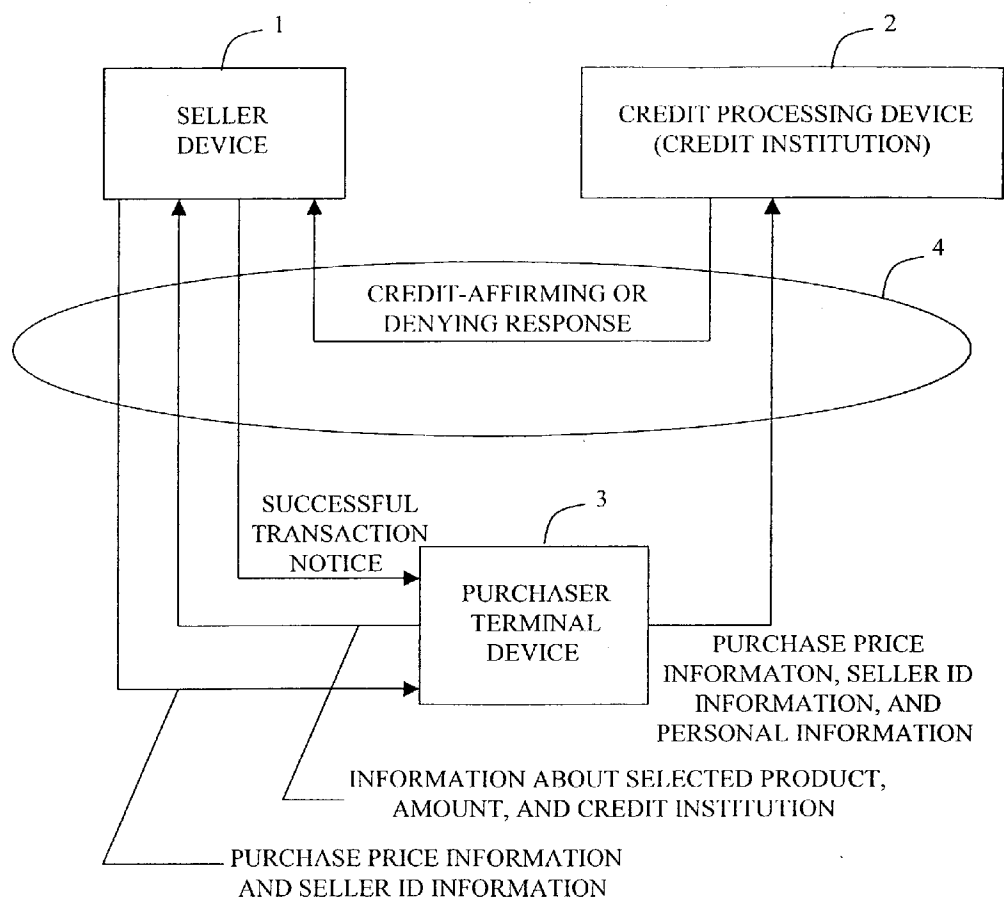 1
2
SELLER
DEVICE
CREDIT PROCESSING DEVICE
(CREDIT INSTITUTION)
4
CREDIT-AFFIRMING OR
DENYING RESPONSE
SUCCESSFUL
TRANSACTION
NOTICE
3
PURCHASER
TERMINAL
DEVICE
PURCHASE PRICE
INFORMATON, SELLER ID
INFORMATION, AND
PERSONAL INFORMATION
INFORMATION ABOUT SELECTED PRODUCT,
AMOUNT, AND CREDIT INSTITUTION
PURCHASE PRICE INFORMATION
AND SELLER ID INFORMATION